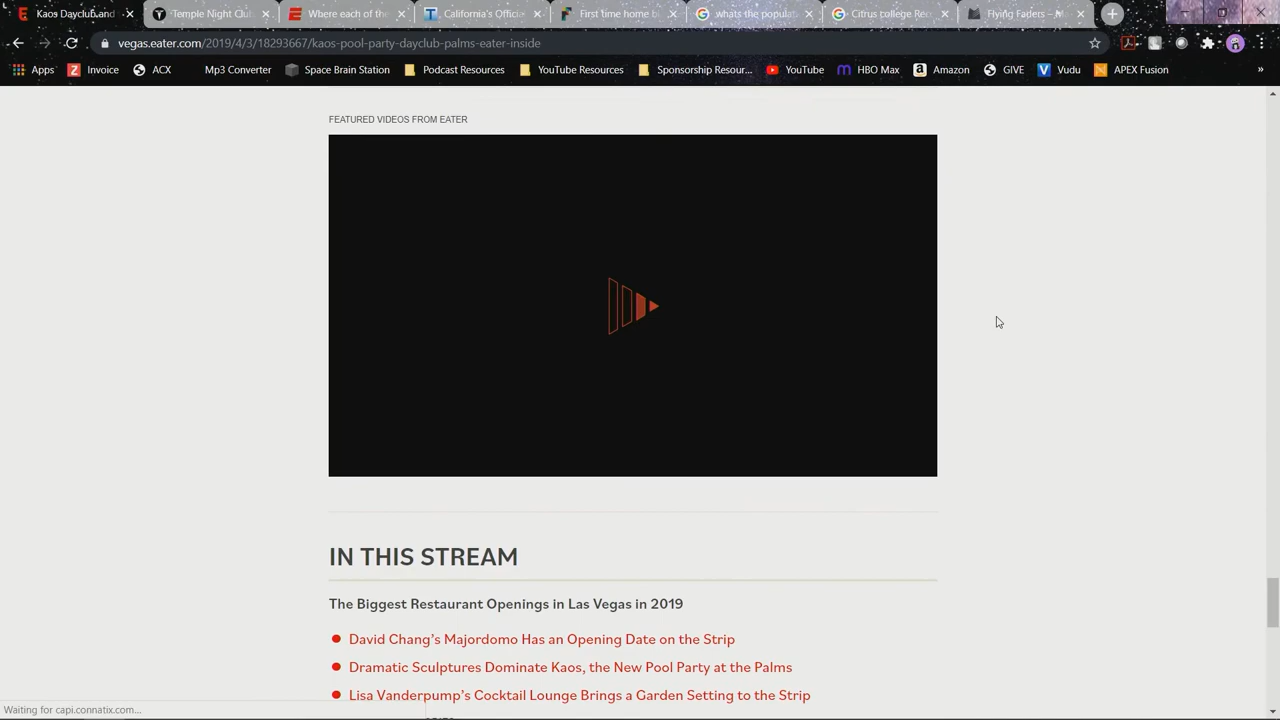 Kaos Dayclub and
Temple Night Clu
Where each of the
California's Officia
First time home b
whats the popula
Citrus college Re
Flying Faders –
vegas.eater.com/2019/4/3/18293667/kaos-pool-party-dayclub-palms-eater-inside
Apps
Invoice
ACX
Mp3 Converter
Space Brain Station
Podcast Resources
YouTube Resources
Sponsorship Resour...
YouTube
HBO Max
Amazon
GIVE
Vudu
APEX Fusion
FEATURED VIDEOS FROM EATER
IN THIS STREAM
The Biggest Restaurant Openings in Las Vegas in 2019
David Chang's Majordomo Has an Opening Date on the Strip
Dramatic Sculptures Dominate Kaos, the New Pool Party at the Palms
Lisa Vanderpump's Cocktail Lounge Brings a Garden Setting to the Strip
Waiting for capi.connatix.com...